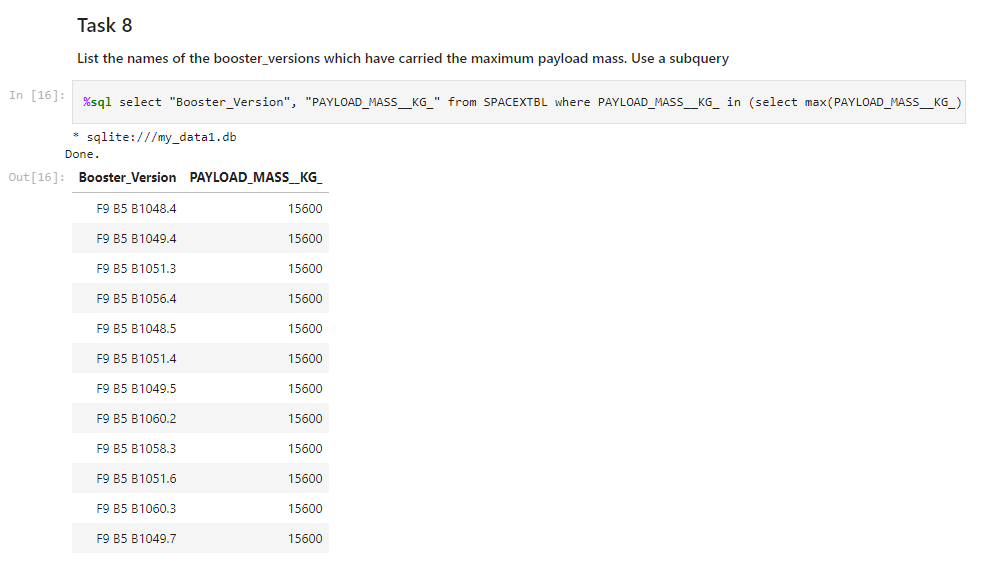 Task 8
List the names of the booster_versions which have carried the maximum payload mass. Use a subquery
In [16]: %sql select "Booster_Version", "PAYLOAD_MASS__KG_" from SPACEXTBL where PAYLOAD_MASS__KG_ in (select max(PAYLOAD_MASS__KG_)
* sqlite:///my_data1.db
Done.
Out[16]: Booster_Version PAYLOAD_MASS__KG_
F9 B5 B1048.4 15600
F9 B5 B1049.4 15600
F9 B5 B1051.3 15600
F9 B5 B1056.4 15600
F9 B5 B1048.5 15600
F9 B5 B1051.4 15600
F9 B5 B1049.5 15600
F9 B5 B1060.2 15600
F9 B5 B1058.3 15600
F9 B5 B1051.6 15600
F9 B5 B1060.3 15600
F9 B5 B1049.7 15600